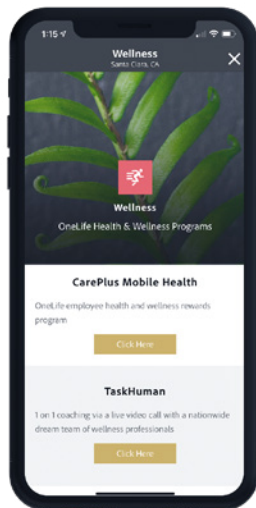 1:15
Wellness
Santa Clara, CA
Wellness
OneLife Health & Wellness Programs
CarePlus Mobile Health
OneLife employee health and wellness rewards
program
Click Here
TaskHuman
1 on 1 coaching via a live video call with a nationwide
dream team of wellness professionals
Click Here